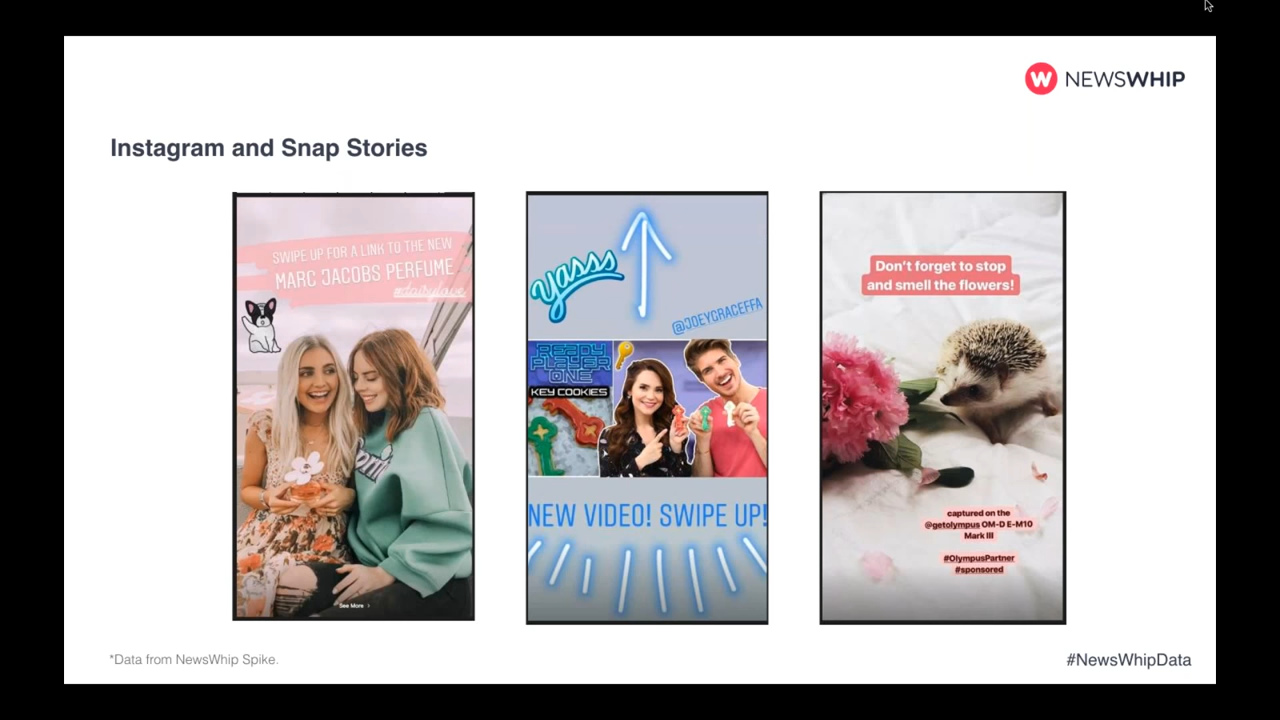 NEWSWHIP
Instagram and Snap Stories
SWIPE UP FOR A LINK TO THE NEW
MARC JACOBS PERFUME
#daisylove
See More
yasss
@JOEYGRACEFFA
READY
PLAYER
ONE
KEY COOKIES
NEW VIDEO! SWIPE UP!
Don't forget to stop
and smell the flowers!
captured on the
@getolympus OM-D E-M10
Mark III
#OlympusPartner
#sponsored
*Data from NewsWhip Spike.
#NewsWhipData